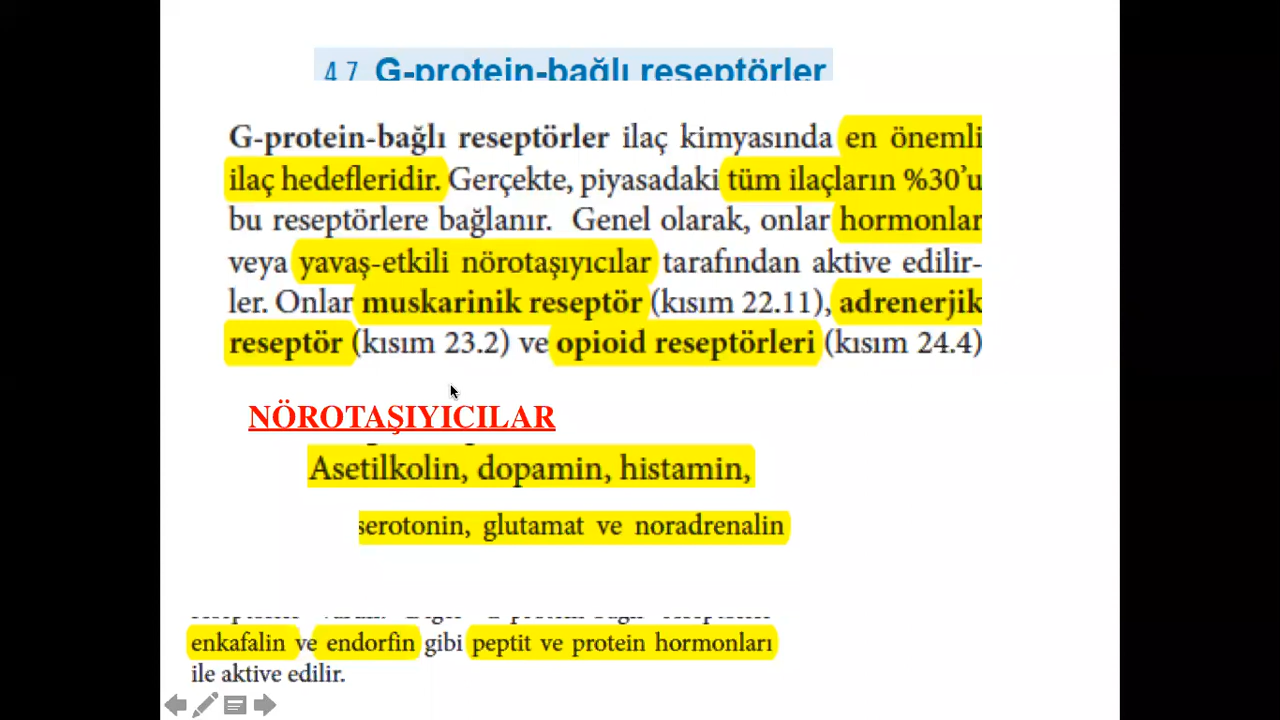 4.7 G-protein-bağlı reseptörler
G-protein-bağlı reseptörler ilaç kimyasında en önemli
ilaç hedefleridir. Gerçekte, piyasadaki tüm ilaçların %30’u
bu reseptörlere bağlanır. Genel olarak, onlar hormonlar
veya yavaş-etkili nörotaşıyıcılar tarafından aktive edilir-
ler. Onlar muskarinik reseptör (kısım 22.11), adrenerjik
reseptör (kısım 23.2) ve opioid reseptörleri (kısım 24.4)
NÖROTAŞIYICILAR
Asetilkolin, dopamin, histamin,
serotonin, glutamat ve noradrenalin
enkafalin ve endorfin gibi peptit ve protein hormonları
ile aktive edilir.